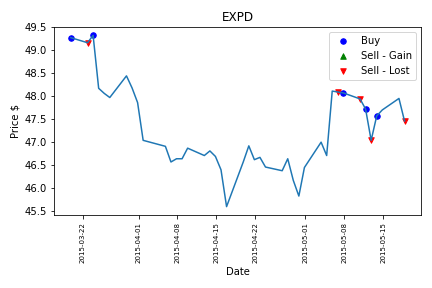 EXPD
49.5
49.0
48.5
48.0
47.5
47.0
46.5
46.0
45.5
Price $
Buy
Sell - Gain
Sell - Lost
2015-03-22
2015-04-01
2015-04-08
2015-04-15
2015-04-22
2015-05-01
2015-05-08
2015-05-15
Date